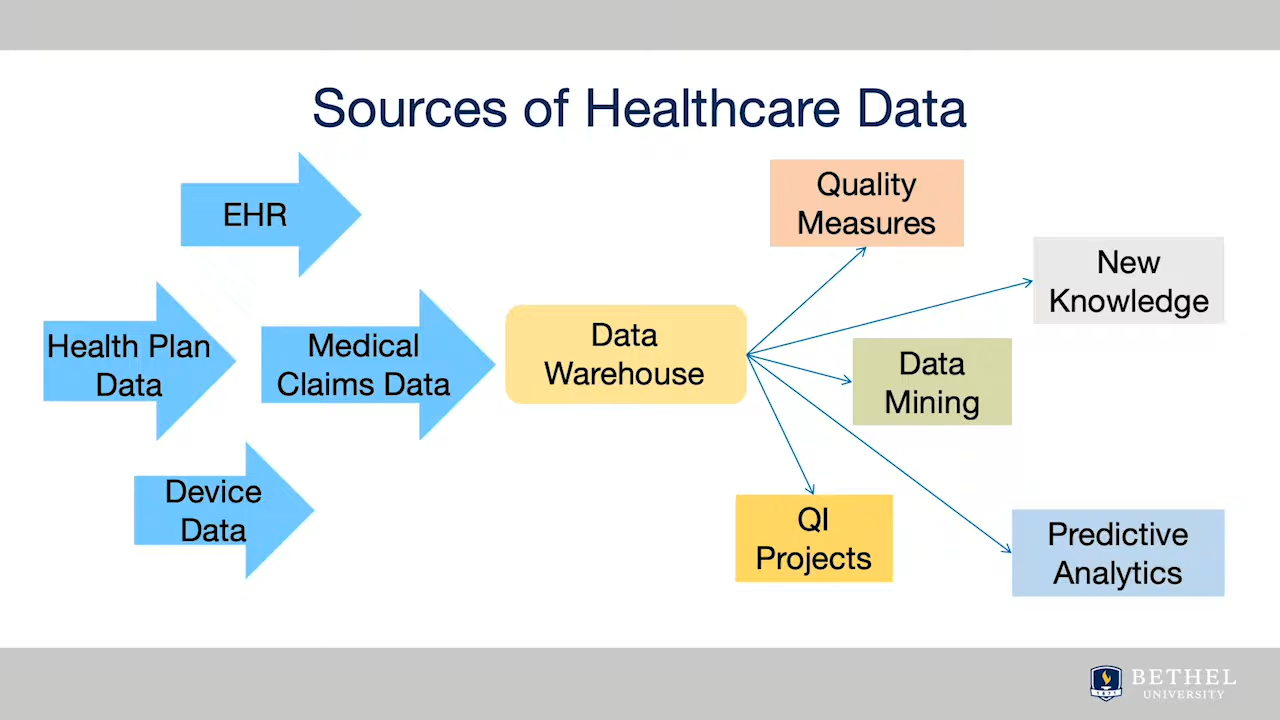 Sources of Healthcare Data
EHR
Health Plan
Data
Medical
Claims Data
Device
Data
Data
Warehouse
Quality
Measures
New
Knowledge
Data
Mining
QI
Projects
Predictive
Analytics
BETHEL
UNIVERSITY